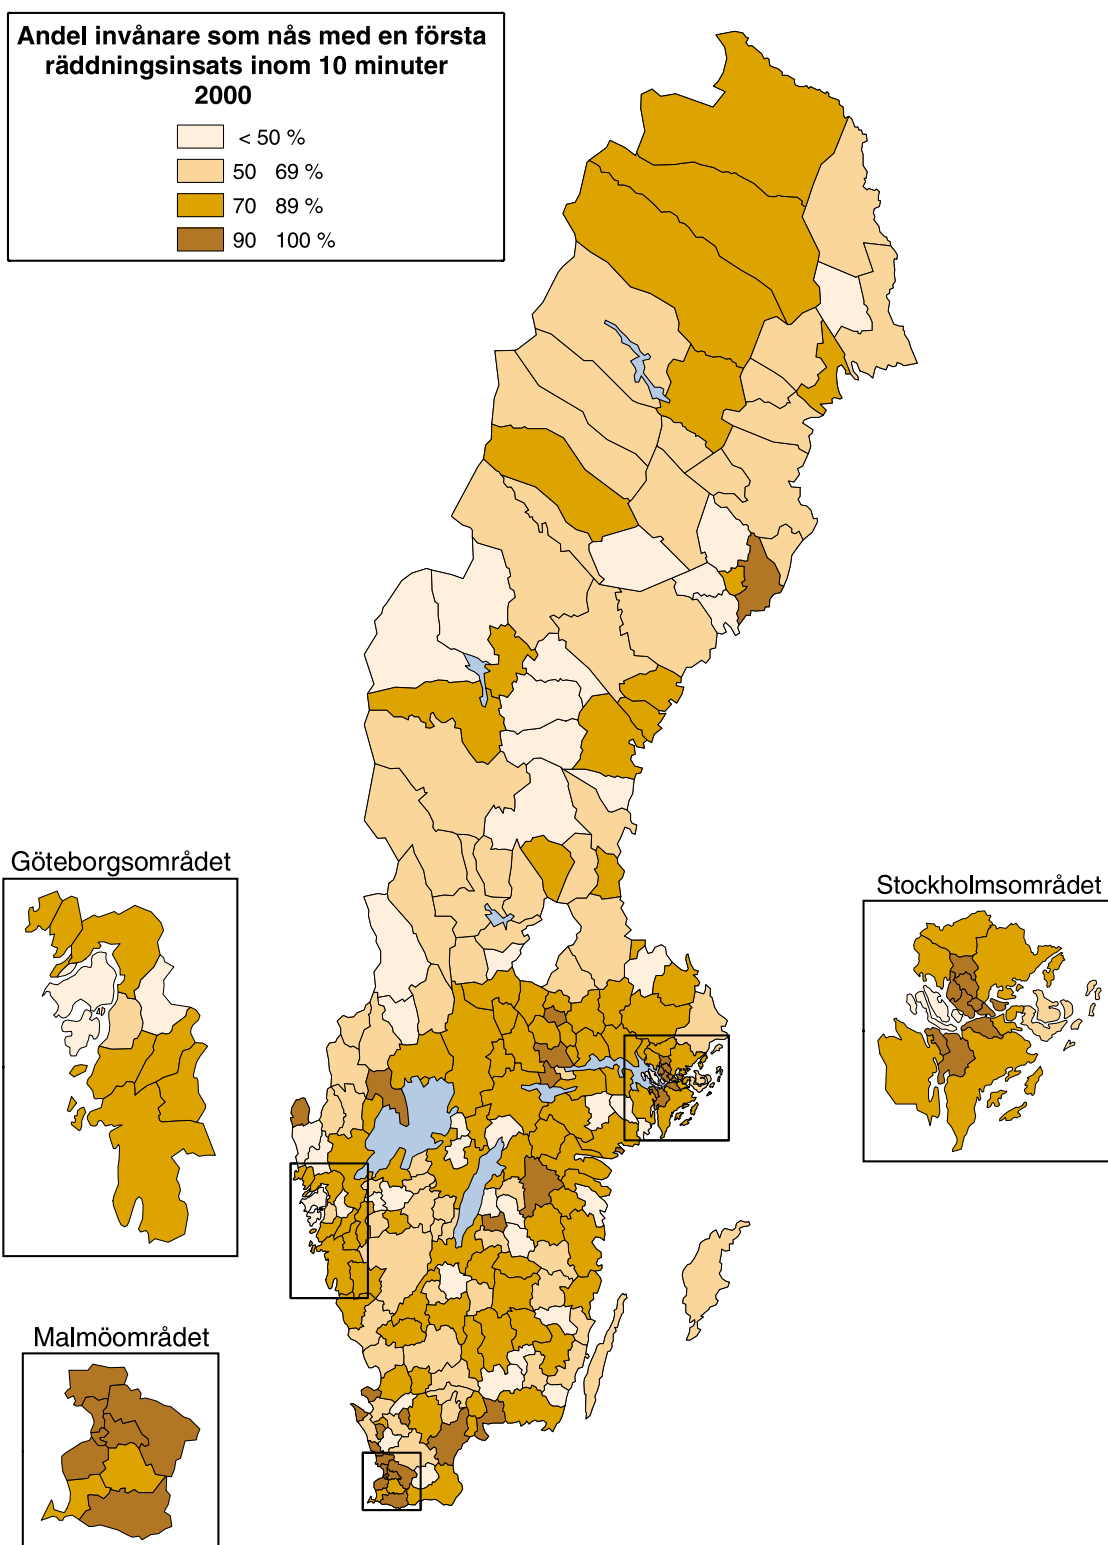 Andel invånare som nås med en första
räddningsinsats inom 10 minuter
2000
< 50 %
50 69 %
70 89 %
90 100 %
Göteborgsområdet
Stockholmsområdet
Malmöområdet